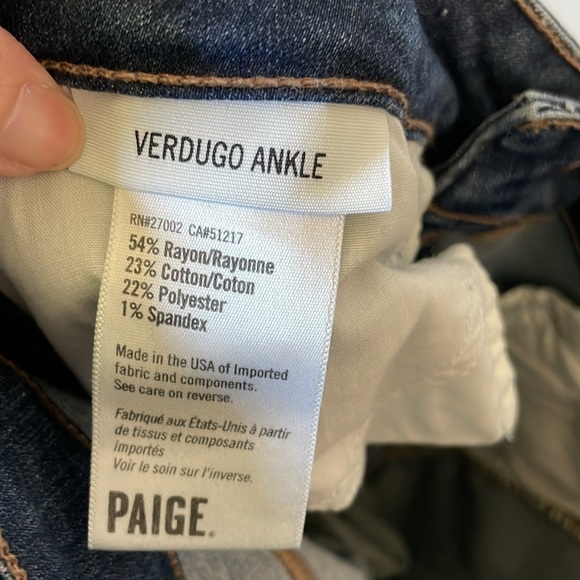 VERDUGO ANKLE
RN#27002 CA#51217
54% Rayon/Rayonne
23% Cotton/Coton
22% Polyester
1% Spandex
Made in the USA of Imported
fabric and components.
See care on reverse.
Fabriqué aux États-Unis à partir
de tissus et composants
importés
Voir le soin sur l'inverse.
PAIGE.